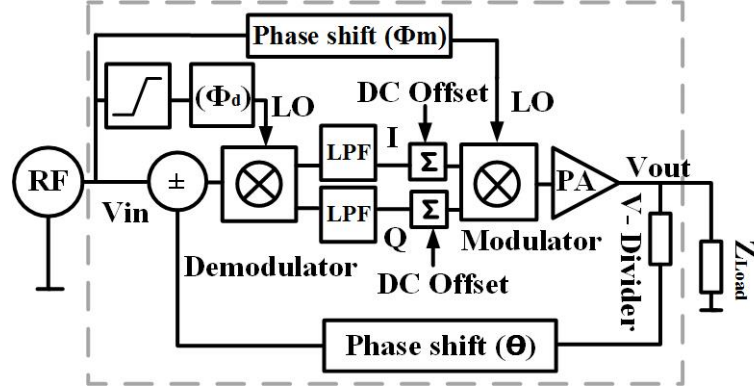 Phase shift (Φm)
(Φd)
LO
DC Offset
LO
LPF
I
Σ
RF
Vin
±
PA
Vout
LPF
Q
Σ
Demodulator
Modulator
DC Offset
V - Divider
ZLoad
Phase shift (Θ)